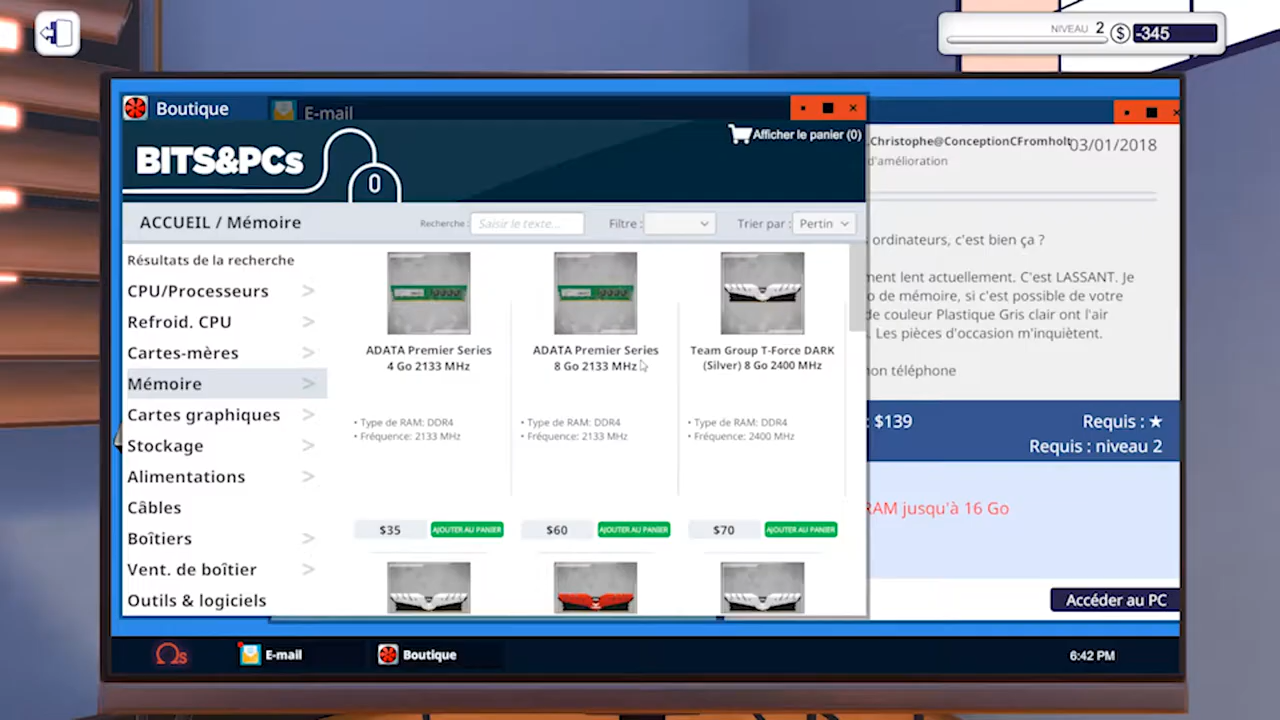 NIVEAU 2 $ -345
Boutique
E-mail
BITS&PCs
Afficher le panier (0)
ACCUEIL / Mémoire
Recherche : Saisir le texte...
Filtre :
Trier par : Pertin
Résultats de la recherche
CPU/Processeurs >
Refroid. CPU >
Cartes-mères >
Mémoire >
Cartes graphiques >
Stockage >
Alimentations >
Câbles
Boîtiers >
Vent. de boîtier >
Outils & logiciels
ADATA Premier Series
4 Go 2133 MHz
• Type de RAM: DDR4
• Fréquence: 2133 MHz
$35 AJOUTER AU PANIER
ADATA Premier Series
8 Go 2133 MHz
• Type de RAM: DDR4
• Fréquence: 2133 MHz
$60 AJOUTER AU PANIER
Team Group T-Force DARK
(Silver) 8 Go 2400 MHz
• Type de RAM: DDR4
• Fréquence: 2400 MHz
$70 AJOUTER AU PANIER
.Christophe@ConceptionCFromholt 03/01/2018
d'amélioration
ordinateurs, c'est bien ça ?
ment lent actuellement. C'est LASSANT. Je
o de mémoire, si c'est possible de votre
de couleur Plastique Gris clair ont l'air
. Les pièces d'occasion m'inquiètent.
mon téléphone
: $139 Requis : ★
Requis : niveau 2
RAM jusqu'à 16 Go
Accéder au PC
E-mail
Boutique
6:42 PM